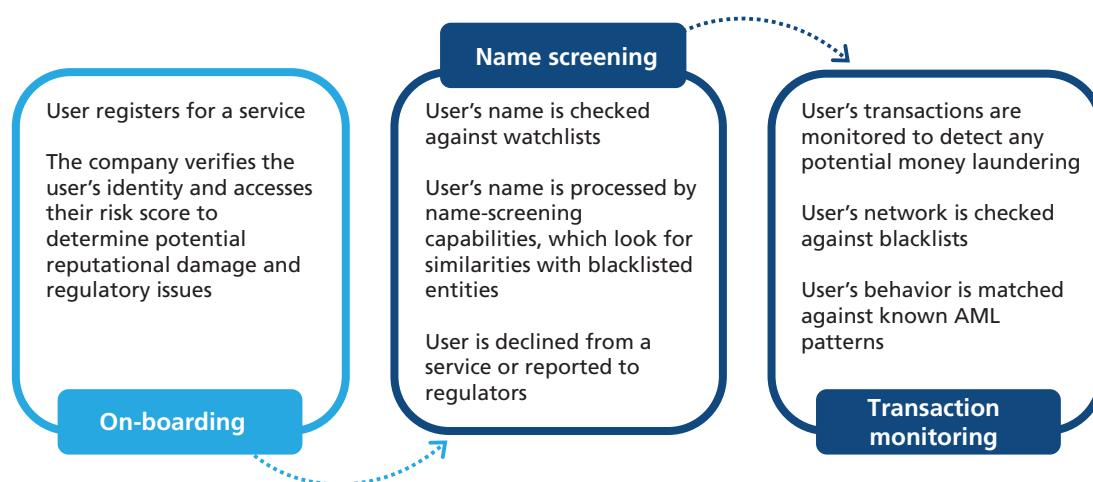 User registers for a service
The company verifies the
user's identity and accesses
their risk score to
determine potential
reputational damage and
regulatory issues
On-boarding
Name screening
User's name is checked
against watchlists
User's name is processed by
name-screening
capabilities, which look for
similarities with blacklisted
entities
User is declined from a
service or reported to
regulators
User's transactions are
monitored to detect any
potential money laundering
User's network is checked
against blacklists
User's behavior is matched
against known AML
patterns
Transaction
monitoring